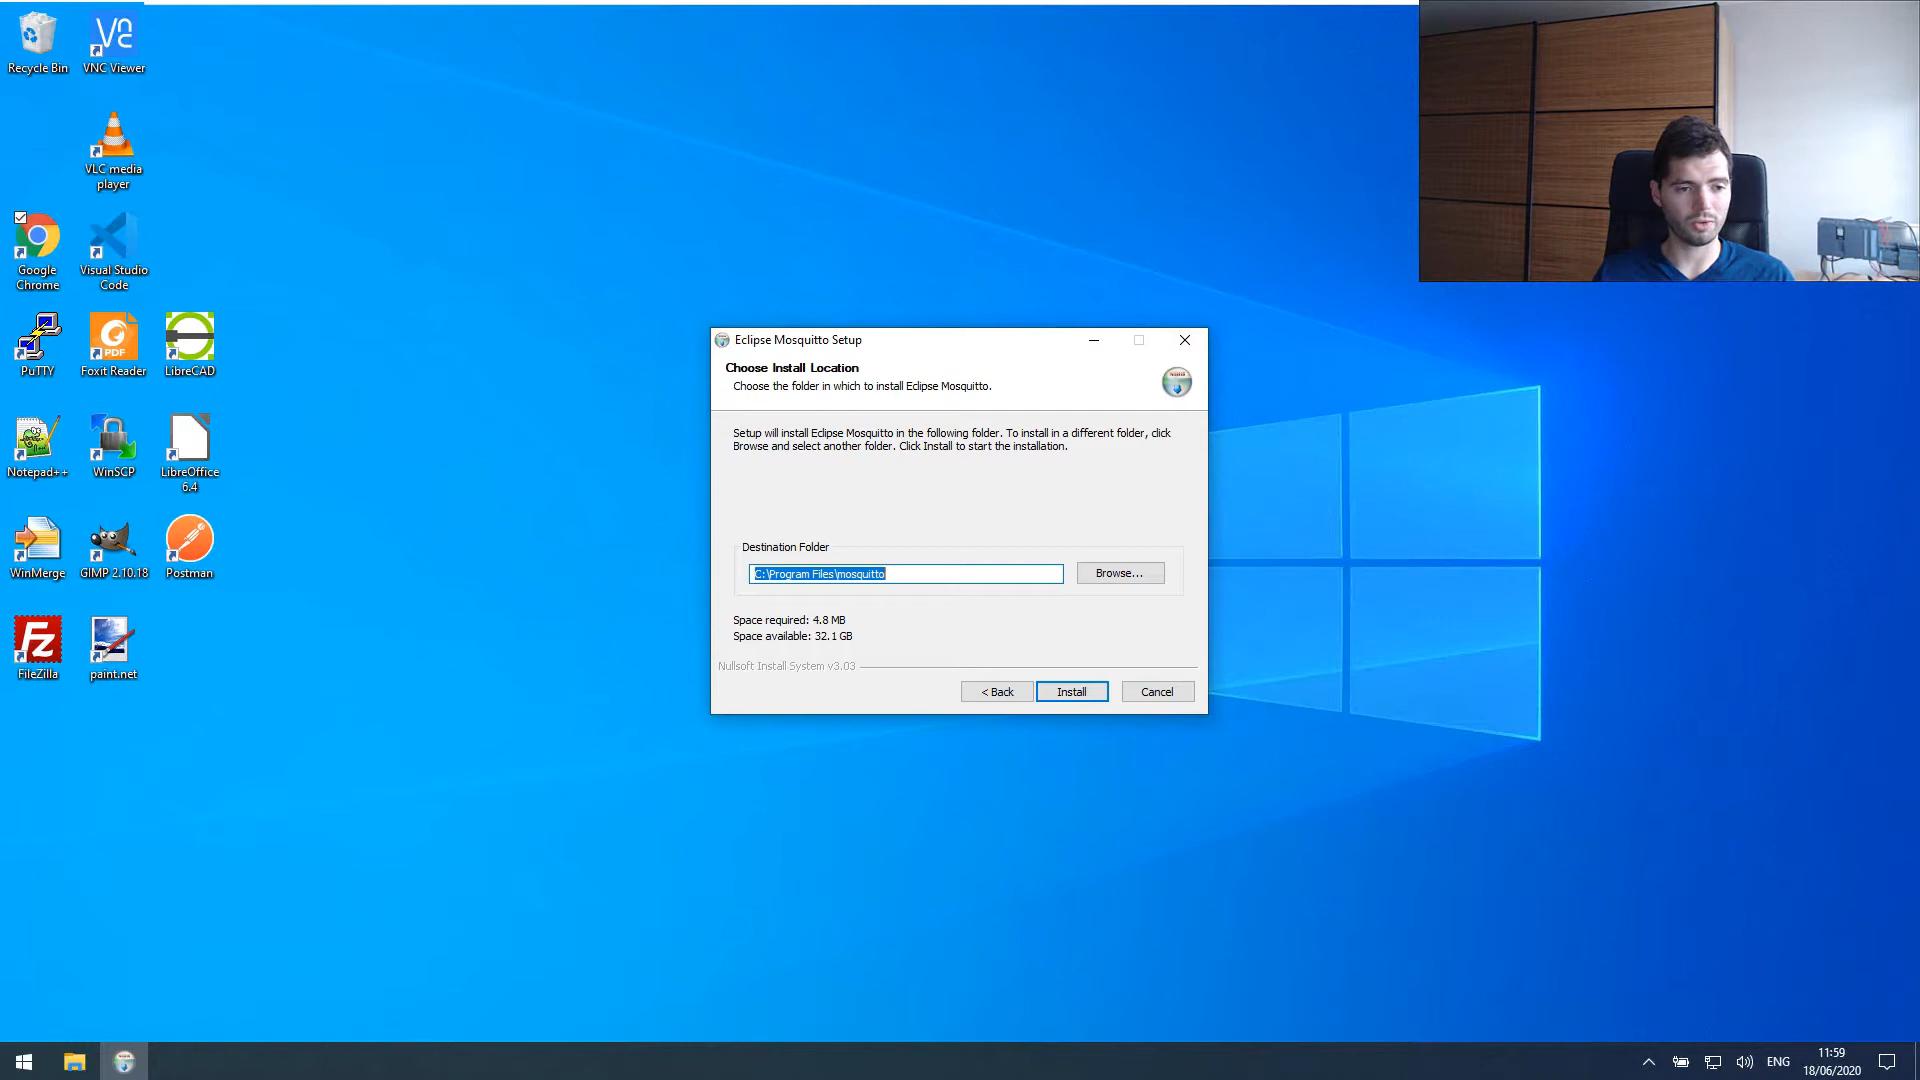 Recycle Bin
VNC Viewer
VLC media
player
Google
Chrome
Visual Studio
Code
PuTTY
Foxit Reader
LibreCAD
Notepad++
WinSCP
LibreOffice
6.4
WinMerge
GIMP 2.10.18
Postman
FileZilla
paint.net
PDF
Eclipse Mosquitto Setup
Choose Install Location
Choose the folder in which to install Eclipse Mosquitto.
Setup will install Eclipse Mosquitto in the following folder. To install in a different folder, click
Browse and select another folder. Click Install to start the installation.
Destination Folder
C:\Program Files\mosquitto
Browse...
Space required: 4.8 MB
Space available: 32.1 GB
Nullsoft Install System v3.03
< Back
Install
Cancel
ENG
11:59
18/06/2020